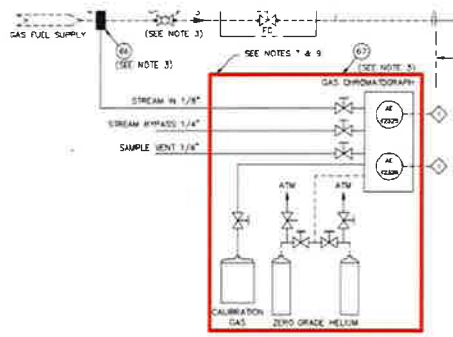 GAS FUEL SUPPLY
(SEE NOTE 3)
FC
66
(SEE NOTE 3)
SEE NOTES 7 & 9
67
(SEE NOTE 3)
GAS CHROMATOGRAPH
STREAM IN 1/8"
STREAM BYPASS 1/4"
SAMPLE VENT 1/4"
AE
AE
ATM
ATM
CALIBRATION
GAS
ZERO GRADE HELIUM